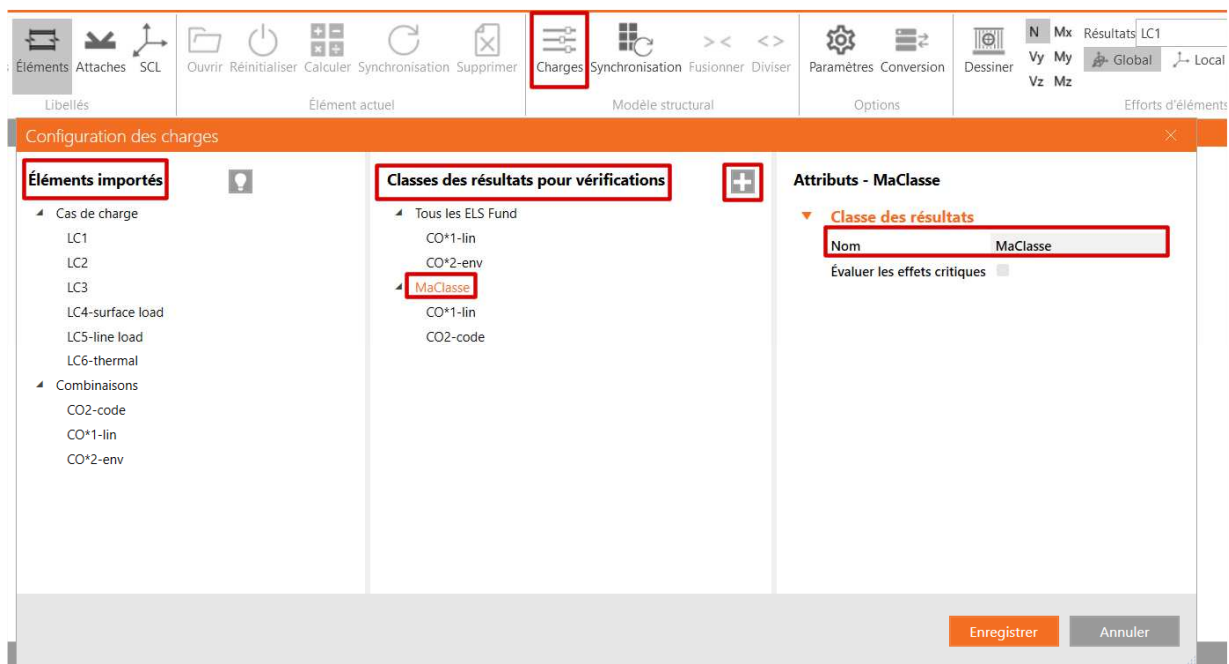 N Mx Résultats LC1
Éléments Attaches SCL Ouvrir Réinitialiser Calculer Synchronisation Supprimer Charges Synchronisation Fusionner Diviser Paramètres Conversion Dessiner Vy My Global Local
Vz Mz
Libellés Élément actuel Modèle structural Options Efforts d'éléments
Configuration des charges
Éléments importés
Cas de charge
LC1
LC2
LC3
LC4-surface load
LC5-line load
LC6-thermal
Combinaisons
CO2-code
CO*1-lin
CO*2-env
Classes des résultats pour vérifications
Tous les ELS Fund
CO*1-lin
CO*2-env
MaClasse
CO*1-lin
CO2-code
Attributs - MaClasse
Classe des résultats
Nom MaClasse
Évaluer les effets critiques
Enregistrer Annuler